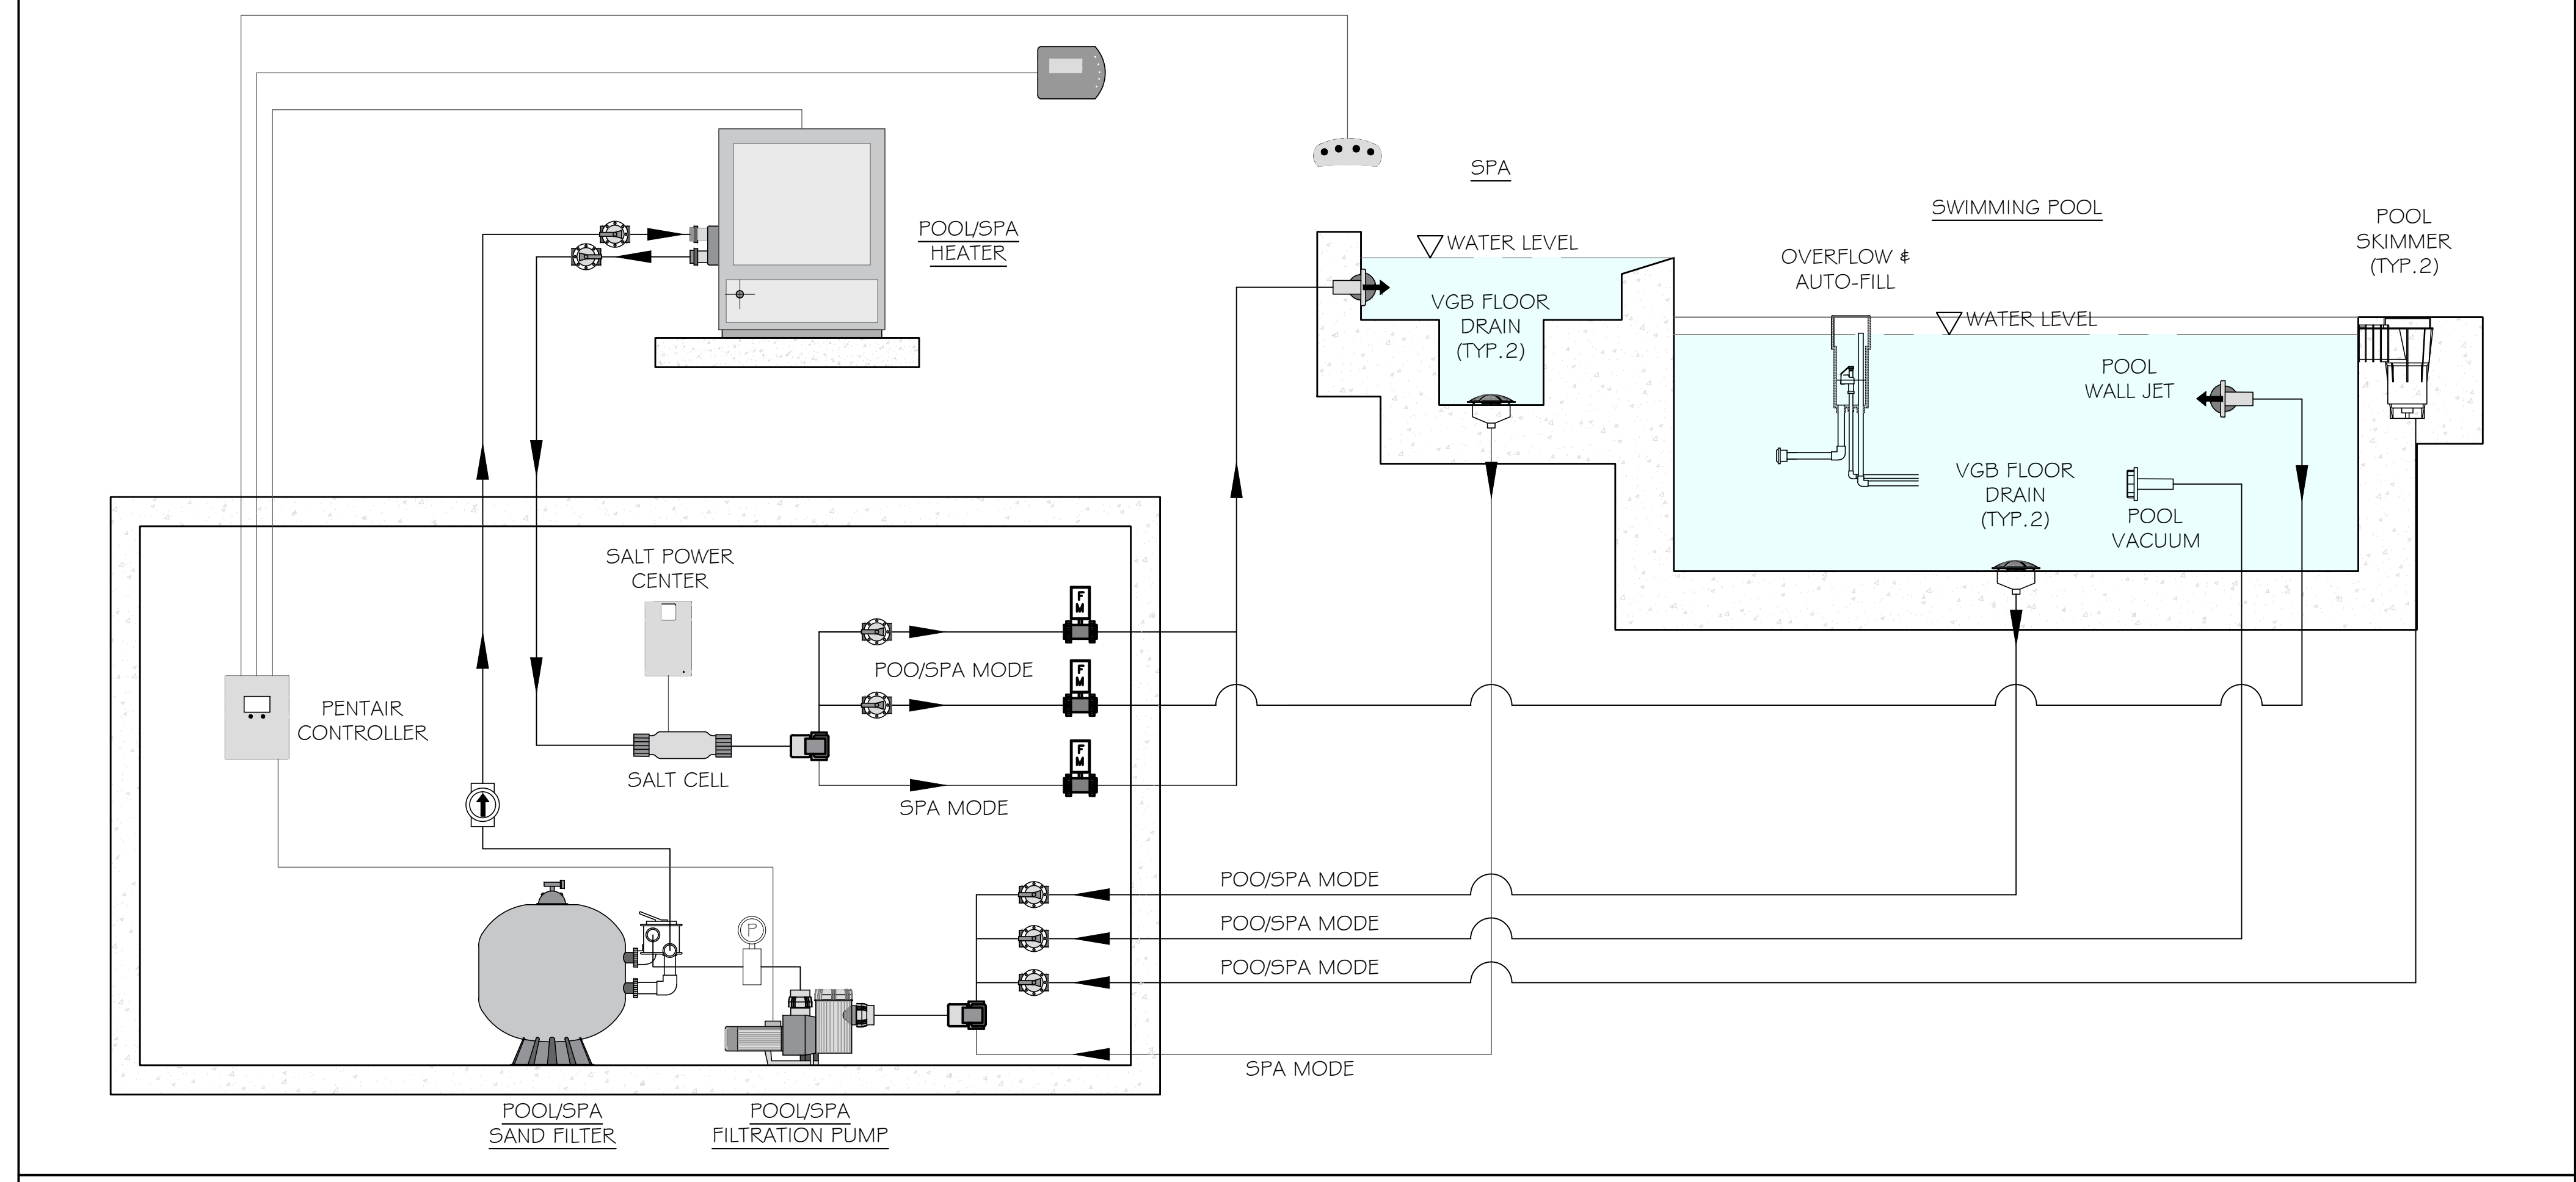 SPA
SWIMMING POOL
POOL
SKIMMER
(TYP.2)
POOL/SPA
HEATER
WATER LEVEL
OVERFLOW &
AUTO-FILL
VGB FLOOR
DRAIN
(TYP.2)
WATER LEVEL
POOL
WALL JET
VGB FLOOR
DRAIN
(TYP.2)
POOL
VACUUM
SALT POWER
CENTER
F
M
POO/SPA MODE
F
M
PENTAIR
CONTROLLER
F
M
SALT CELL
SPA MODE
POO/SPA MODE
P
POO/SPA MODE
POO/SPA MODE
SPA MODE
POOL/SPA
SAND FILTER
POOL/SPA
FILTRATION PUMP